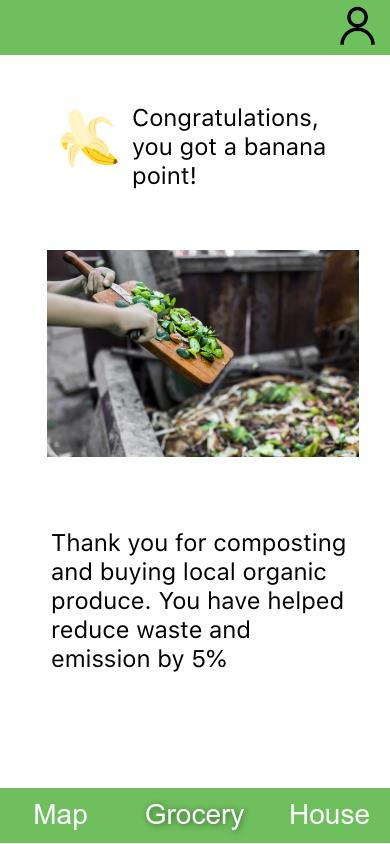 Congratulations,
you got a banana
point!
Thank you for composting
and buying local organic
produce. You have helped
reduce waste and
emission by 5%
Map Grocery House